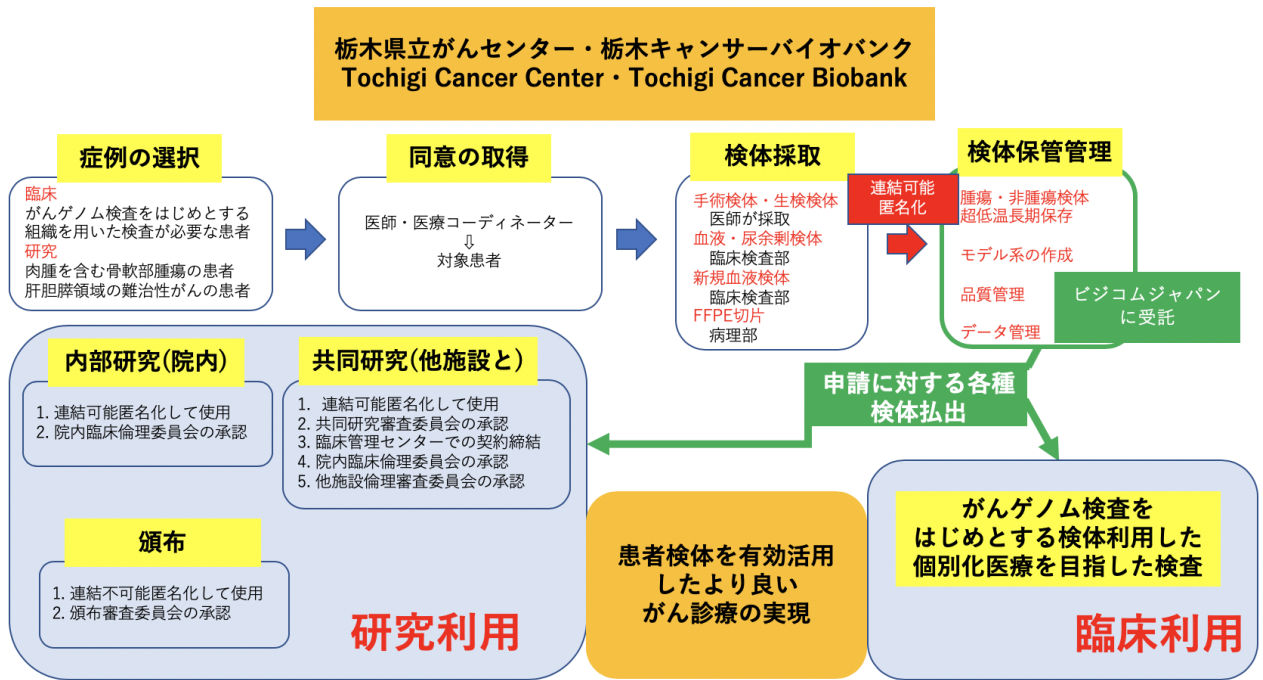 栃木県立がんセンター・栃木キャンサーバイオバンク
Tochigi Cancer Center・Tochigi Cancer Biobank
症例の選択
臨床
がんゲノム検査をはじめとする
組織を用いた検査が必要な患者
研究
肉腫を含む骨軟部腫瘍の患者
肝胆膵領域の難治性がんの患者
同意の取得
医師・医療コーディネーター
⇩
対象患者
検体採取
手術検体・生検検体
医師が採取
血液・尿余剰検体
臨床検査部
新規血液検体
臨床検査部
FFPE切片
病理部
連結可能
匿名化
検体保管管理
腫瘍・非腫瘍検体
超低温長期保存
モデル系の作成
品質管理
データ管理
ビジコムジャパン
に受託
申請に対する各種
検体払出
内部研究(院内)
1. 連結可能匿名化して使用
2. 院内臨床倫理委員会の承認
共同研究(他施設と)
1. 連結可能匿名化して使用
2. 共同研究審査委員会の承認
3. 臨床管理センターでの契約締結
4. 院内臨床倫理委員会の承認
5. 他施設倫理審査委員会の承認
頒布
1. 連結不可能匿名化して使用
2. 頒布審査委員会の承認
研究利用
患者検体を有効活用
したより良い
がん診療の実現
がんゲノム検査を
はじめとする検体利用した
個別化医療を目指した検査
臨床利用